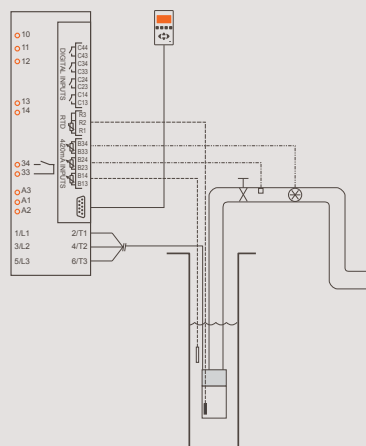 10
11
12
13
14
34
33
A3
A1
A2
1/L1
3/L2
5/L3
2/T1
4/T2
6/T3
DIGITAL INPUTS
C44
C43
C34
C33
C24
C23
C14
C13
RTD
R3
R2
R1
4-20mA INPUTS
B34
B33
B24
B23
B14
B13